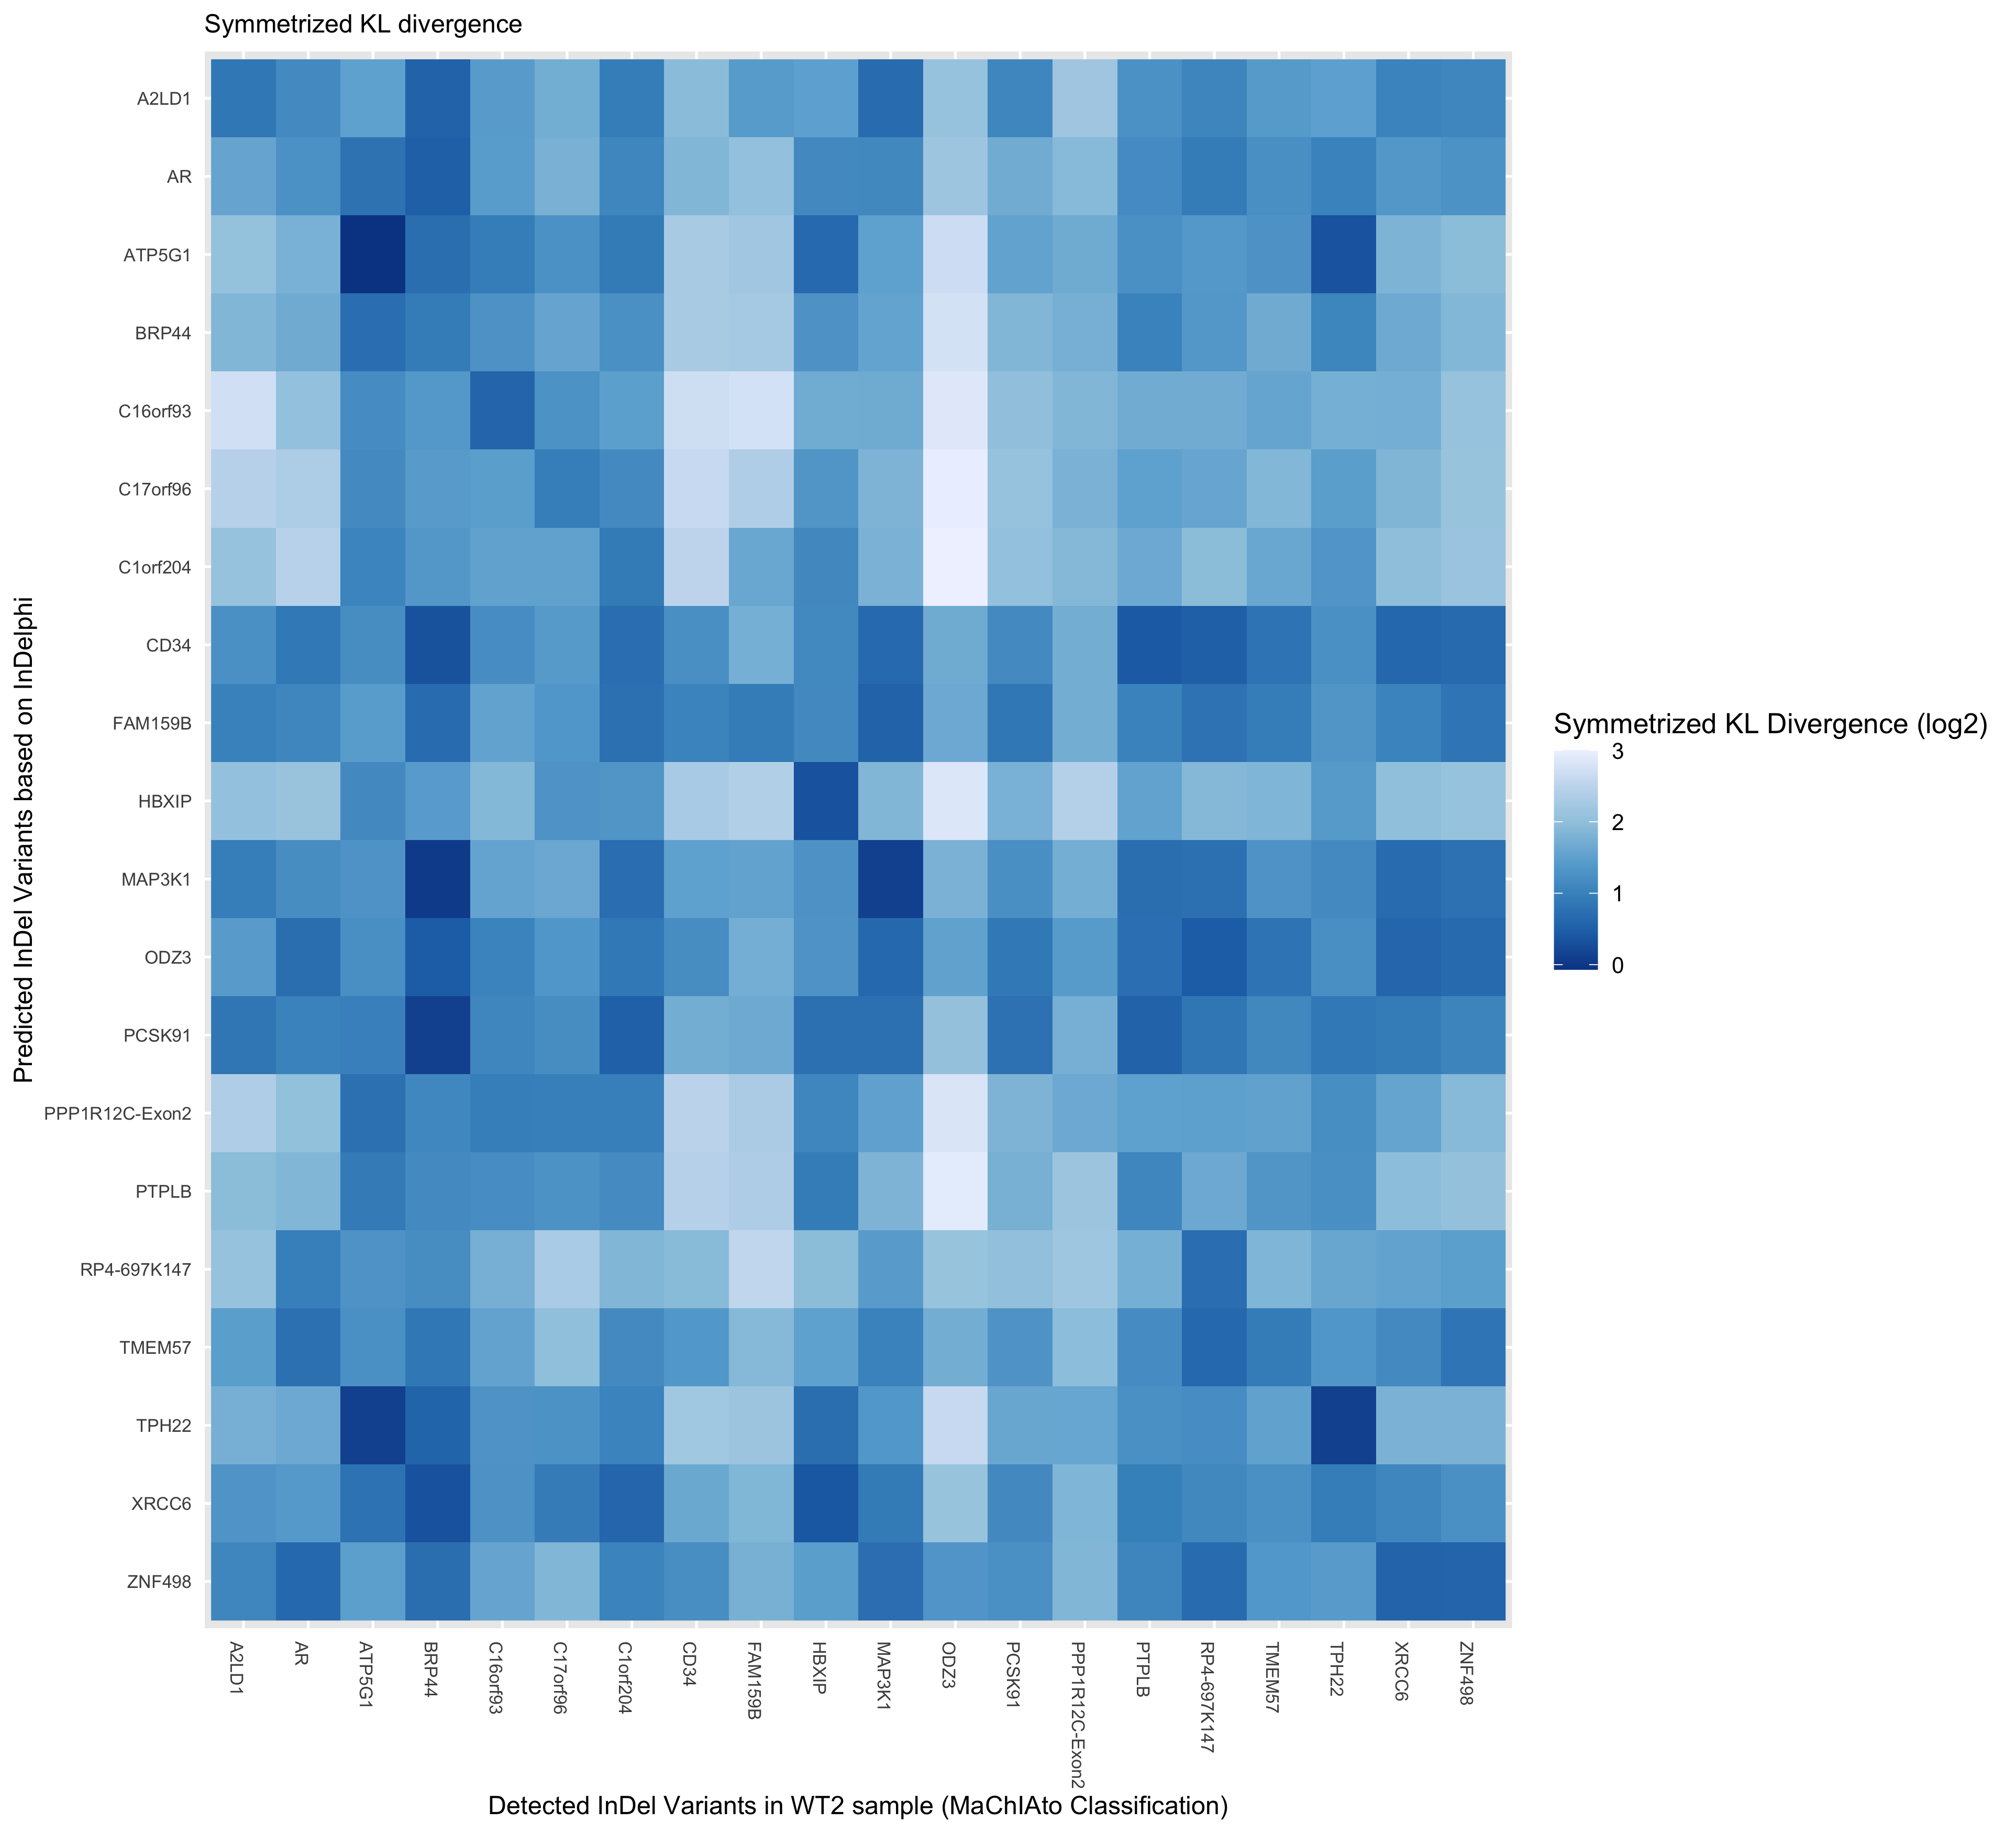 Symmetrized KL divergence
Predicted InDel Variants based on InDelphi
A2LD1
AR
ATP5G1
BRP44
C16orf93
C17orf96
C1orf204
CD34
FAM159B
HBXIP
MAP3K1
ODZ3
PCSK91
PPP1R12C-Exon2
PTPLB
RP4-697K147
TMEM57
TPH22
XRCC6
ZNF498
A2LD1
AR
ATP5G1
BRP44
C16orf93
C17orf96
C1orf204
CD34
FAM159B
HBXIP
MAP3K1
ODZ3
PCSK91
PPP1R12C-Exon2
PTPLB
RP4-697K147
TMEM57
TPH22
XRCC6
ZNF498
Detected InDel Variants in WT2 sample (MaChIAto Classification)
Symmetrized KL Divergence (log2)
3
2
1
0